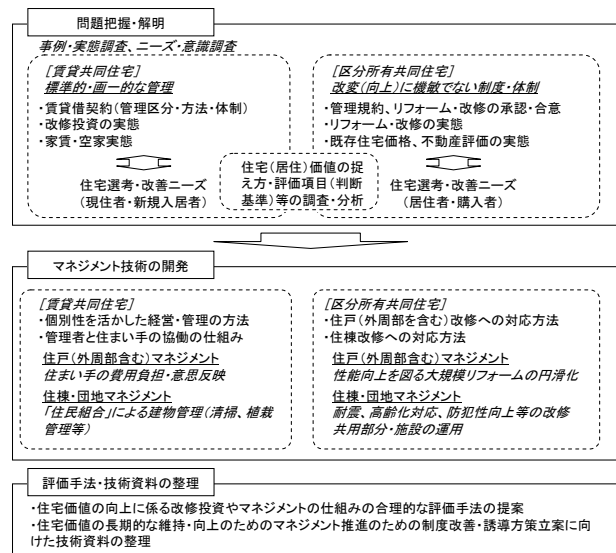 問題把握・解明
事例・実態調査、ニーズ・意識調査
[賃貸共同住宅]
標準的・画一的な管理
・賃貸借契約(管理区分・方法・体制)
・改修投資の実態
・家賃・空家実態
住宅選考・改善ニーズ
(現住者・新規入居者)
[区分所有共同住宅]
改変(向上)に機敏でない制度・体制
・管理規約、リフォーム・改修の承認・合意
・リフォーム・改修の実態
・既存住宅価格、不動産評価の実態
住宅選考・改善ニーズ
(居住者・購入者)
住宅(居住)価値の捉
え方・評価項目(判断
基準)等の調査・分析
マネジメント技術の開発
[賃貸共同住宅]
・個別性を活かした経営・管理の方法
・管理者と住まい手の協働の仕組み
住戸(外周部含む)マネジメント
住まい手の費用負担・意思反映
住棟・団地マネジメント
「住民組合」による建物管理(清掃、植栽
管理等)
[区分所有共同住宅]
・住戸(外周部を含む)改修への対応方法
・住棟改修への対応方法
住戸(外周部含む)マネジメント
性能向上を図る大規模リフォームの円滑化
住棟・団地マネジメント
耐震、高齢化対応、防犯性向上等の改修
共用部分・施設の運用
評価手法・技術資料の整理
・住宅価値の向上に係る改修投資やマネジメントの仕組みの合理的な評価手法の提案
・住宅価値の長期的な維持・向上のためのマネジメント推進のための制度改善・誘導方策立案に向
けた技術資料の整理